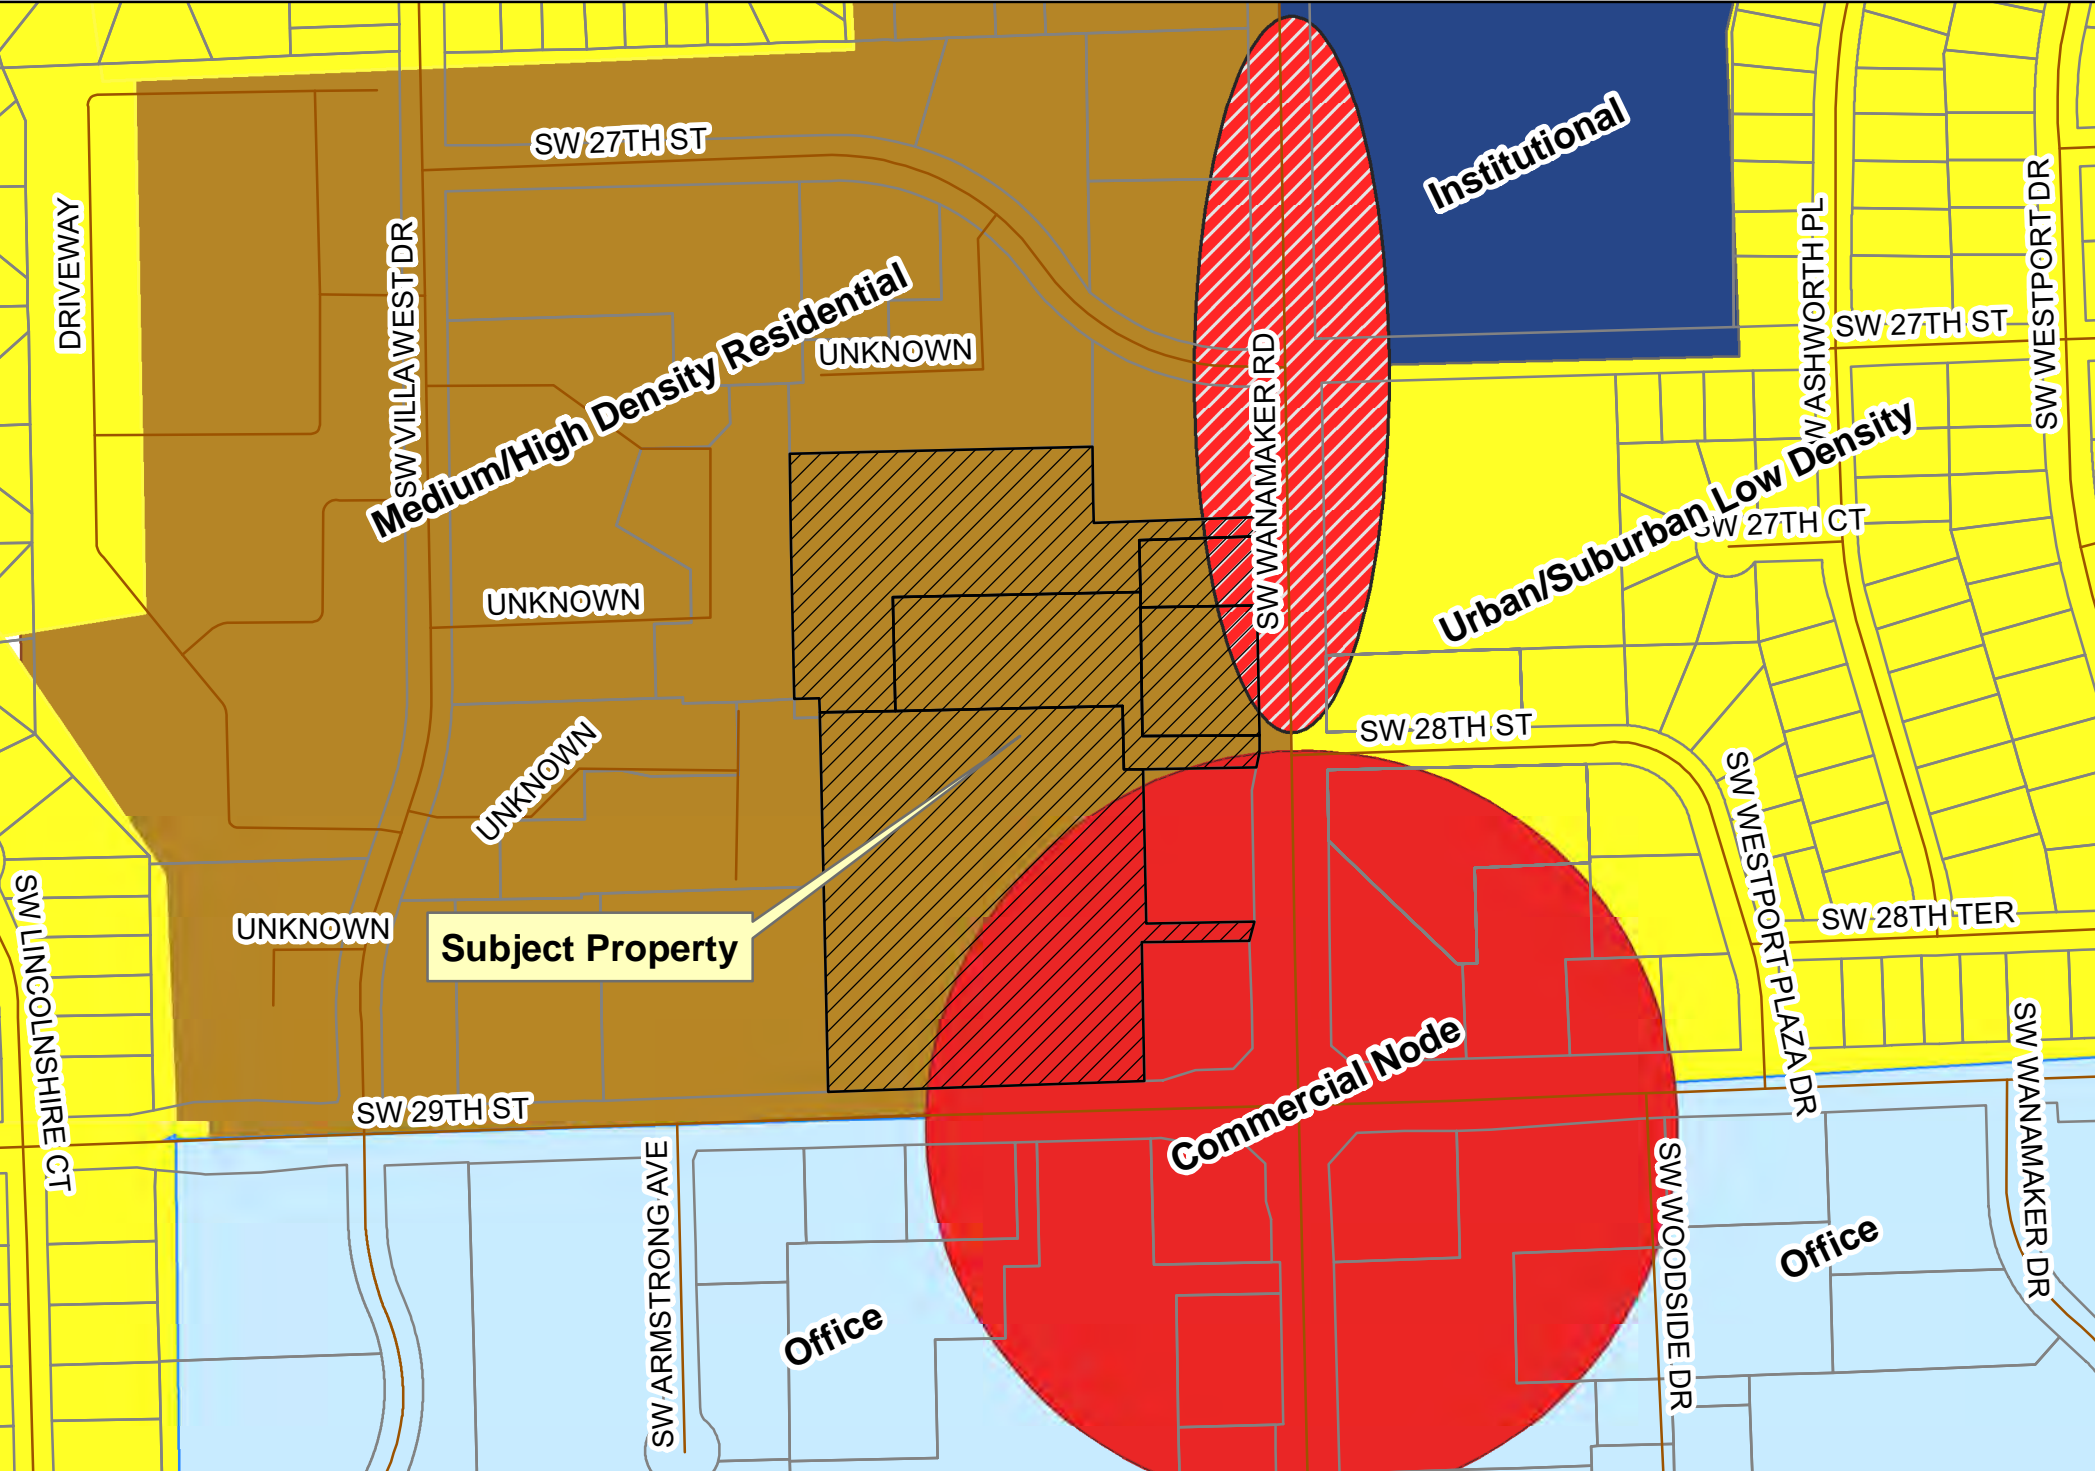 SW 27TH ST
Institutional
DRIVEWAY
SW VILLA WEST DR
SW ASHWORTH PL
SW WESTPORT DR
Medium/High Density Residential
UNKNOWN
SW WANAMAKER RD
SW 27TH ST
Urban/Suburban Low Density
SW 27TH CT
UNKNOWN
UNKNOWN
SW 28TH ST
SW WESTPORT PLAZA DR
SW LINCOLNSHIRE CT
UNKNOWN
Subject Property
SW 28TH TER
Commercial Node
SW 29TH ST
SW WANAMAKER DR
SW ARMSTRONG AVE
SW WOODSIDE DR
Office
Office